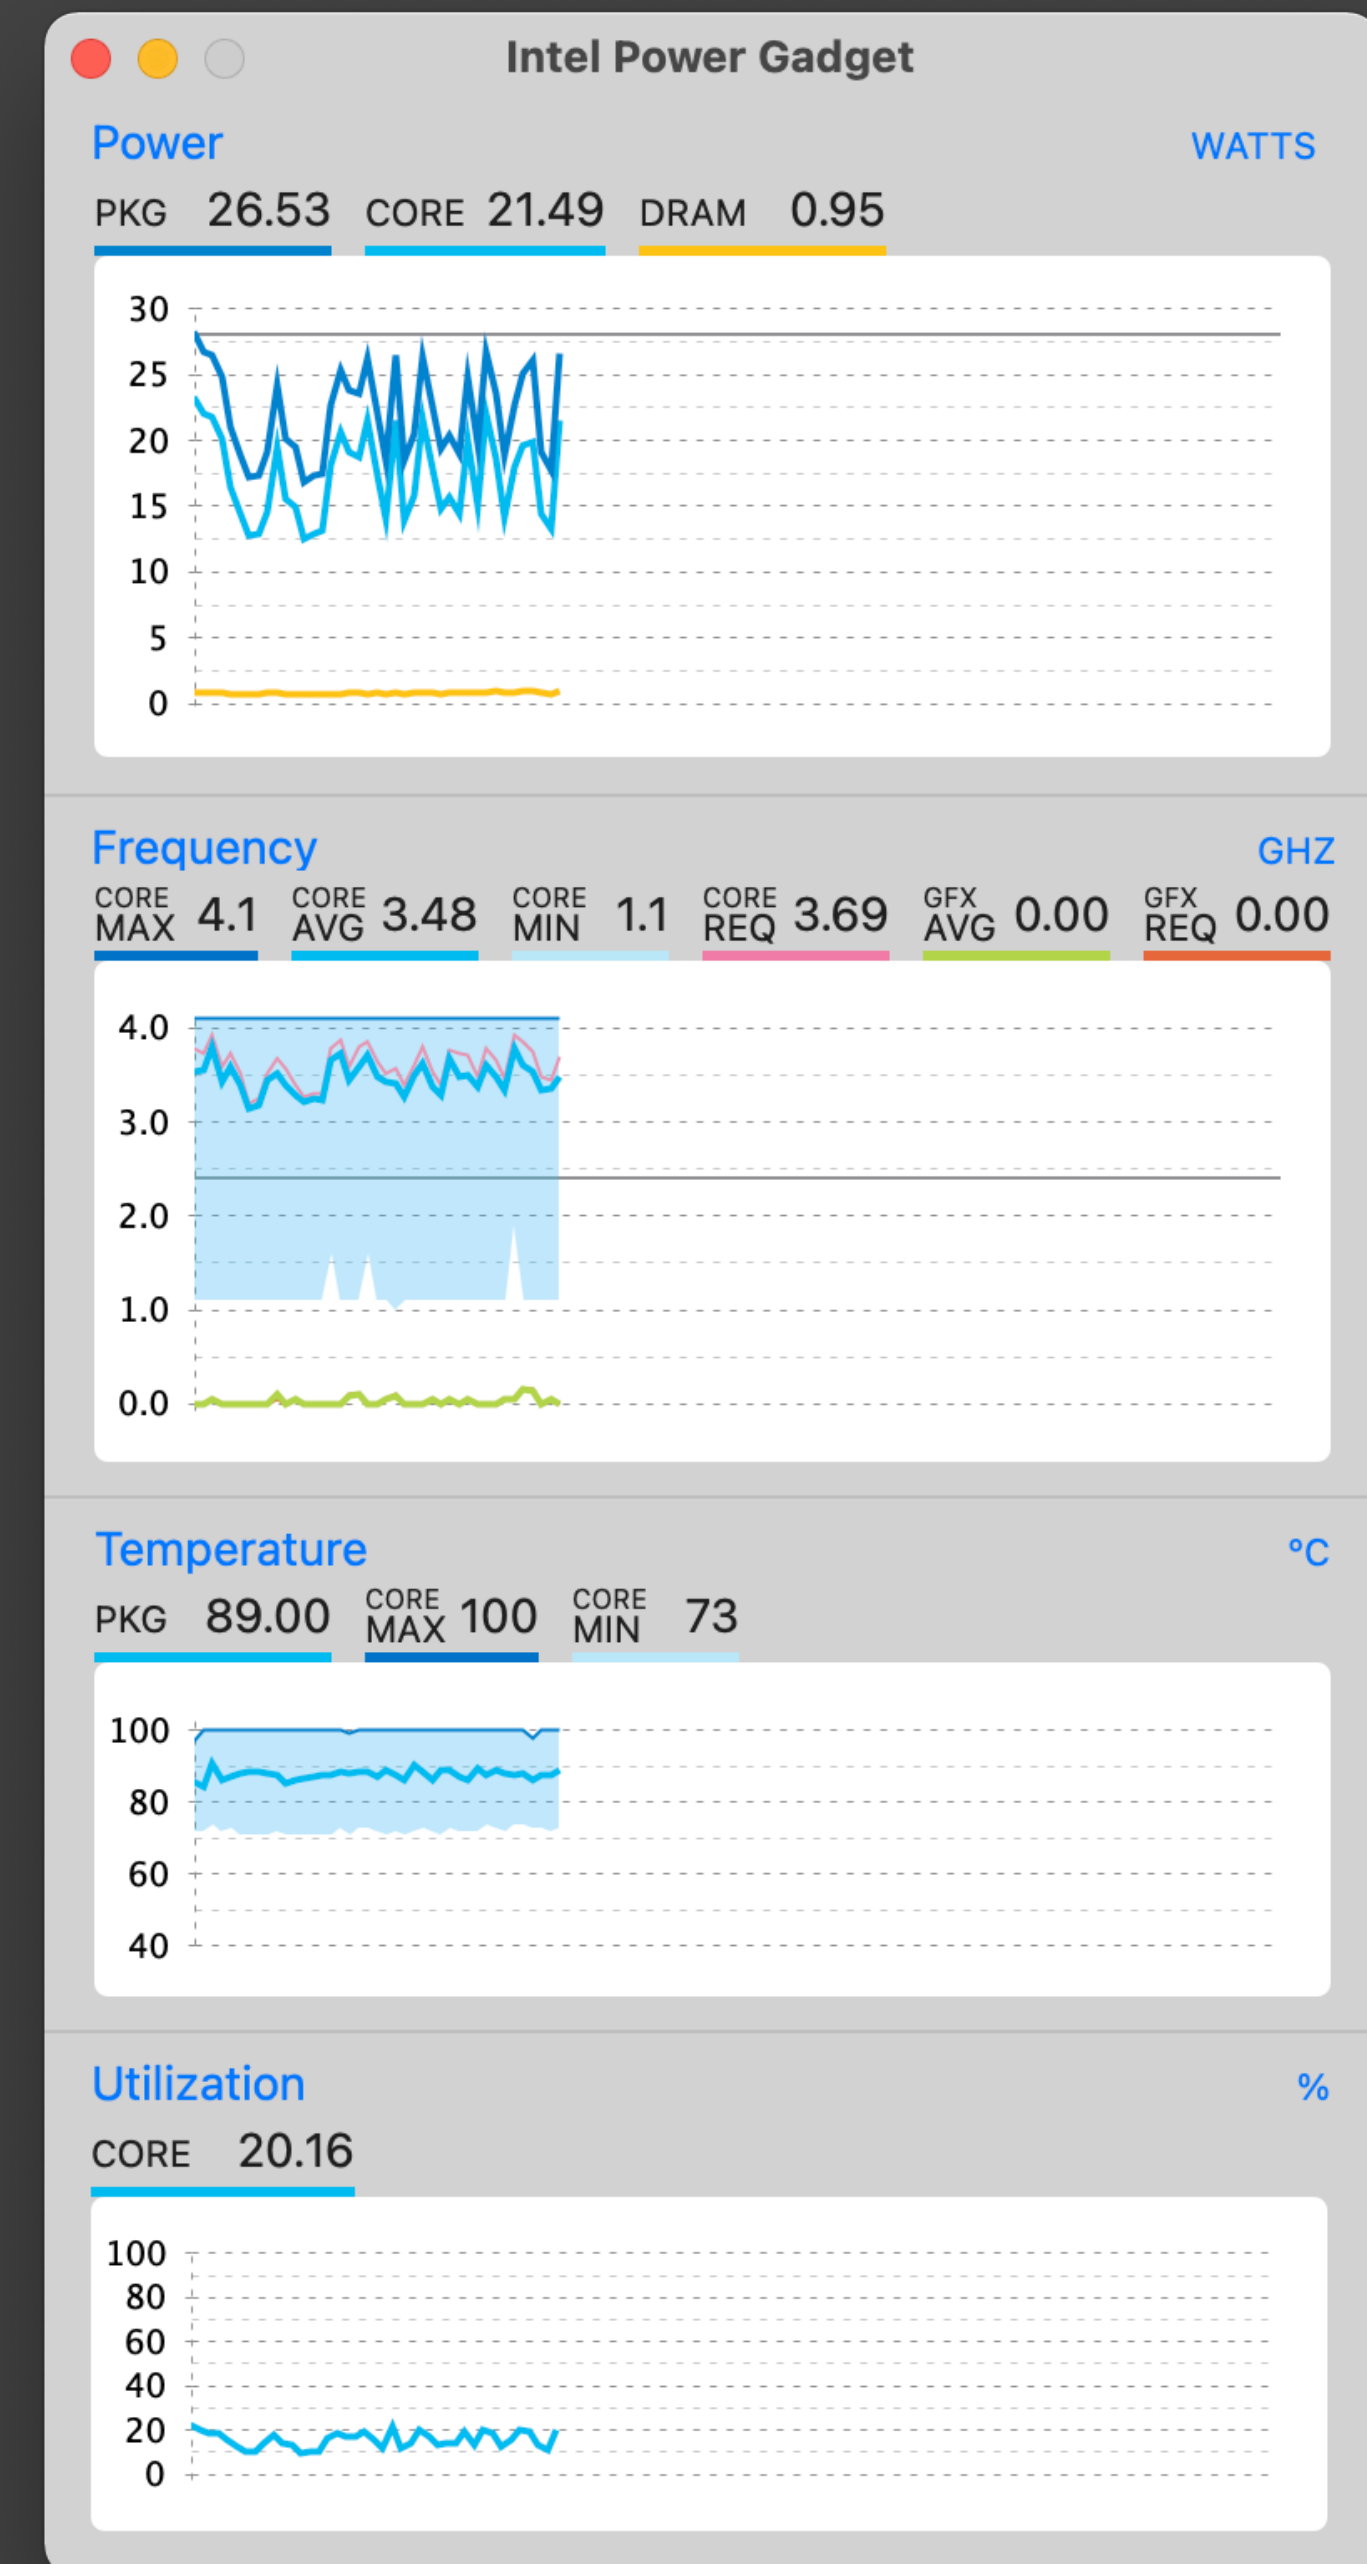 Intel Power Gadget
Power WATTS
PKG 26.53 CORE 21.49 DRAM 0.95
30
25
20
15
10
5
0
Frequency GHZ
CORE MAX 4.1 CORE AVG 3.48 CORE MIN 1.1 CORE REQ 3.69 GFX AVG 0.00 GFX REQ 0.00
4.0
3.0
2.0
1.0
0.0
Temperature °C
PKG 89.00 CORE MAX 100 CORE MIN 73
100
80
60
40
Utilization %
CORE 20.16
100
80
60
40
20
0